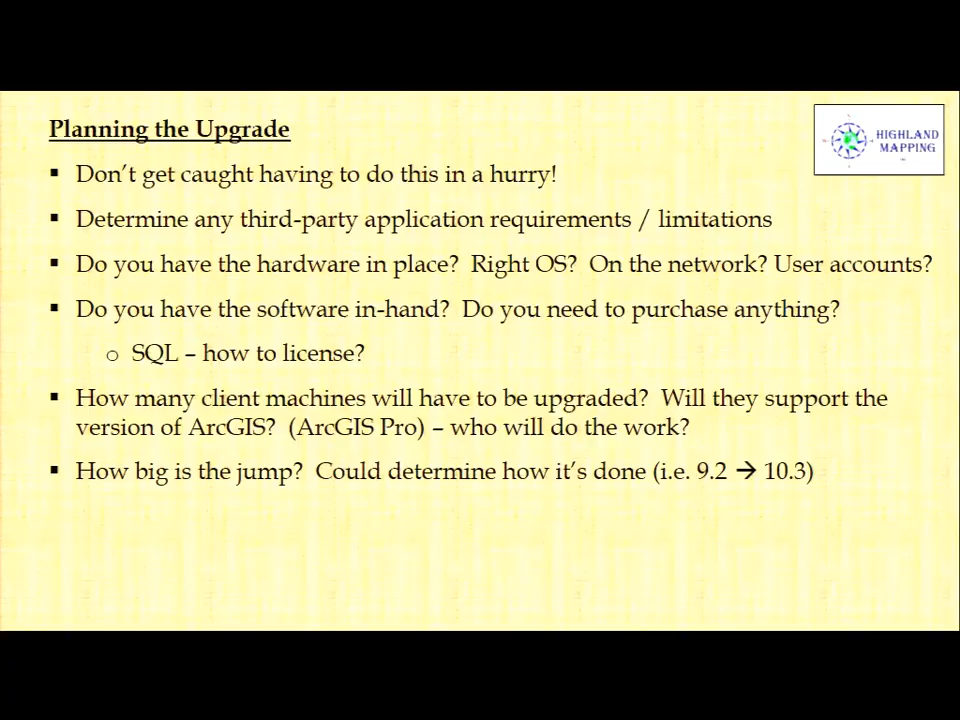 Planning the Upgrade
HIGHLAND
MAPPING
▪ Don't get caught having to do this in a hurry!
▪ Determine any third-party application requirements / limitations
▪ Do you have the hardware in place?  Right OS?  On the network? User accounts?
▪ Do you have the software in-hand?  Do you need to purchase anything?
o SQL – how to license?
▪ How many client machines will have to be upgraded?  Will they support the
version of ArcGIS?  (ArcGIS Pro) – who will do the work?
▪ How big is the jump?  Could determine how it's done (i.e. 9.2 → 10.3)